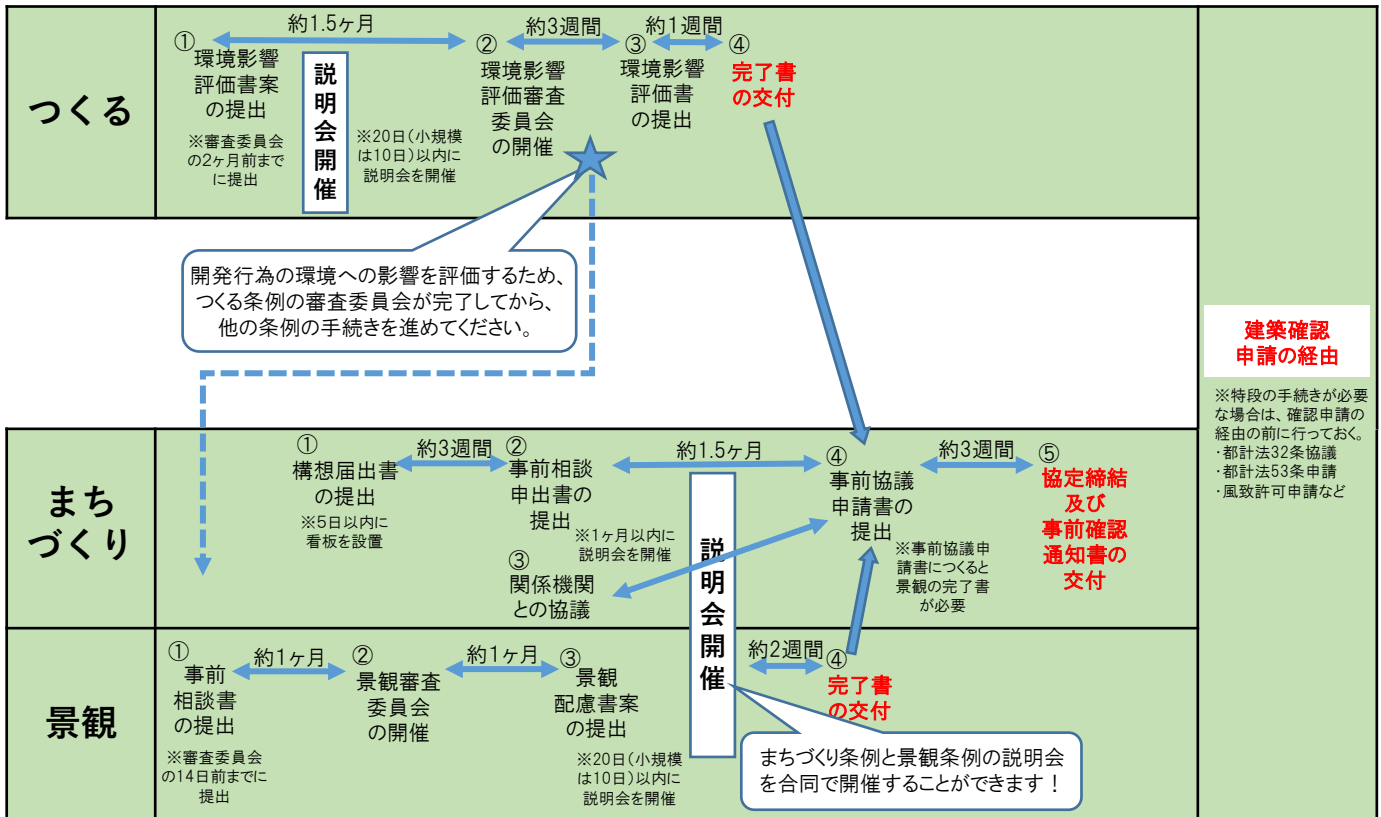 つくる
①
環境影響
評価書案
の提出
※審査委員会
の2ヶ月前まで
に提出
約1.5ヶ月
説明会開催
※20日(小規模
は10日)以内に
説明会を開催
②
環境影響
評価審査
委員会
の開催
約3週間
③
環境影響
評価書
の提出
約1週間
④
完了書
の交付
開発行為の環境への影響を評価するため、
つくる条例の審査委員会が完了してから、
他の条例の手続きを進めてください。
まち
づくり
①
構想届出書
の提出
※5日以内に
看板を設置
約3週間
②
事前相談
申出書の
提出
※1ヶ月以内に
説明会を開催
③
関係機関
との協議
約1.5ヶ月
説明会開催
④
事前協議
申請書の
提出
※事前協議申
請書につくると
景観の完了書
が必要
約3週間
⑤
協定締結
及び
事前確認
通知書の
交付
景観
①
事前
相談書
の提出
※審査委員会
の14日前までに
提出
約1ヶ月
②
景観審査
委員会
の開催
約1ヶ月
③
景観
配慮書案
の提出
※20日(小規模
は10日)以内に
説明会を開催
約2週間
④
完了書
の交付
まちづくり条例と景観条例の説明会
を合同で開催することができます！
建築確認
申請の経由
※特段の手続きが必要
な場合は、確認申請の
経由の前に行っておく。
・都計法32条協議
・都計法53条申請
・風致許可申請など